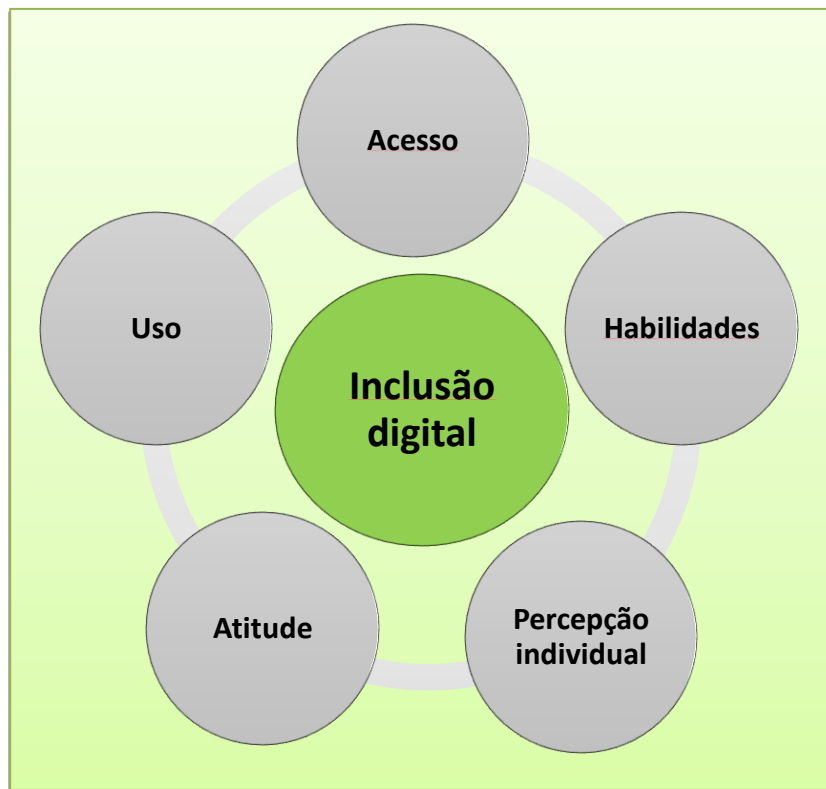 Acesso
Uso
Habilidades
Inclusão
digital
Atitude
Percepção
individual